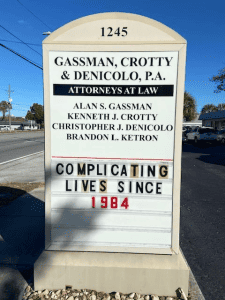 1245
GASSMAN, CROTTY
& DENICOLO, P.A.
ATTORNEYS AT LAW
ALAN S. GASSMAN
KENNETH J. CROTTY
CHRISTOPHER J. DENICOLO
BRANDON L. KETRON
COMPLICATING
LIVES SINCE
1984